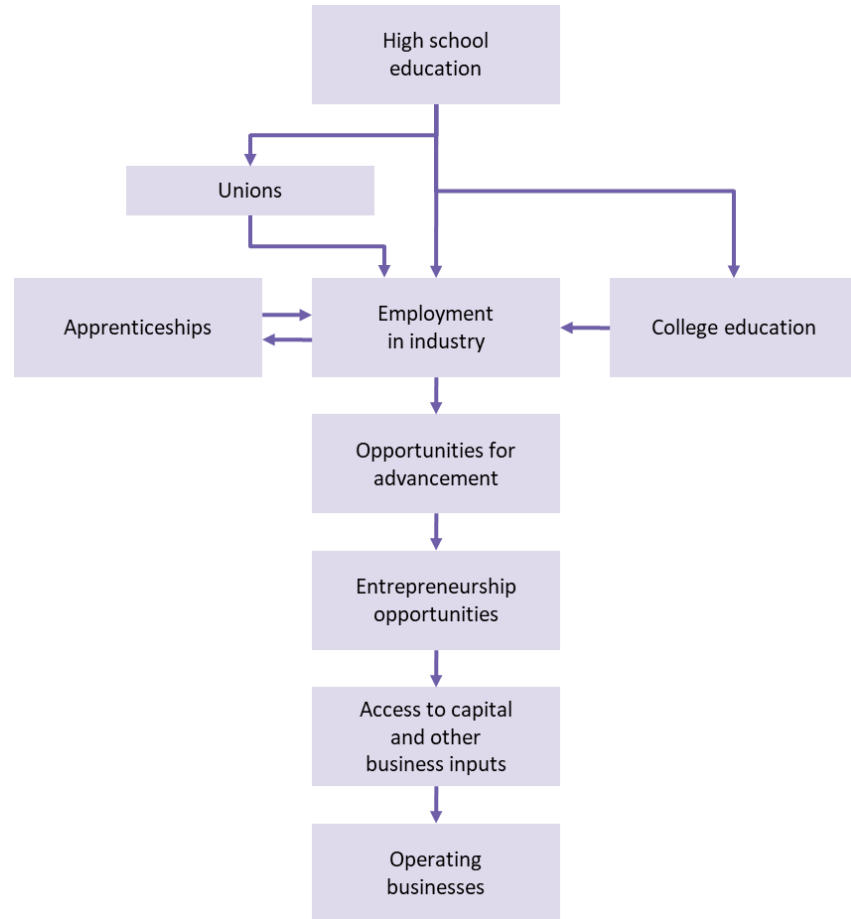 High school
education
Unions
Apprenticeships
Employment
in industry
College education
Opportunities for
advancement
Entrepreneurship
opportunities
Access to capital
and other
business inputs
Operating
businesses